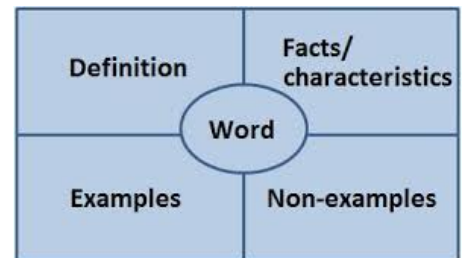 Definition
Facts/
characteristics
Word
Examples
Non-examples